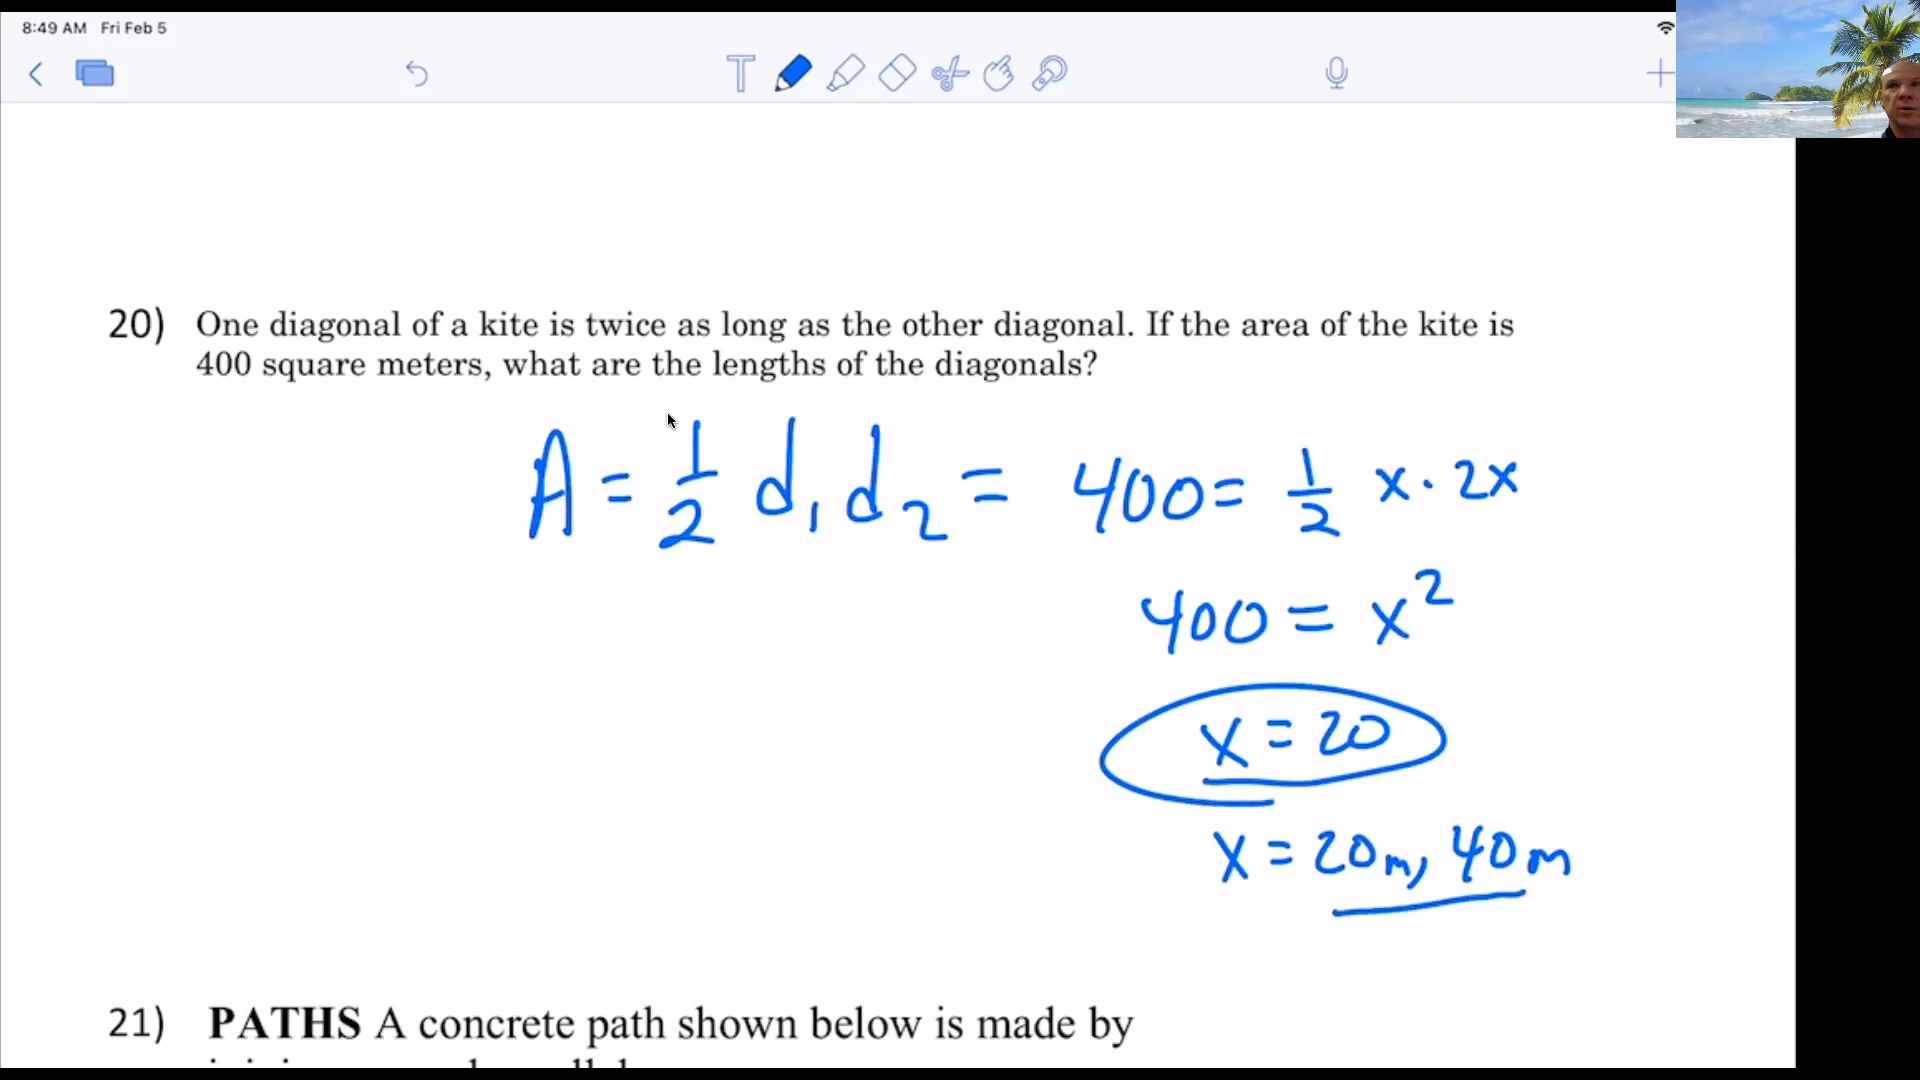 8:49 AM Fri Feb 5
20) One diagonal of a kite is twice as long as the other diagonal. If the area of the kite is
400 square meters, what are the lengths of the diagonals?
A = 1/2 d₁ d₂ = 400 = 1/2 x · 2x
400 = x²
x = 20
x = 20m, 40m
21) PATHS A concrete path shown below is made by